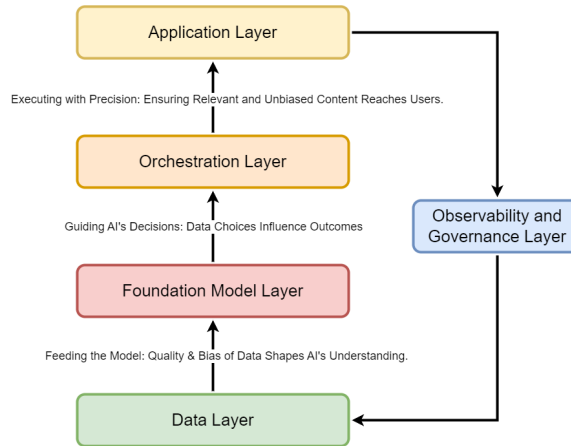 Application Layer
Executing with Precision: Ensuring Relevant and Unbiased Content Reaches Users.
Orchestration Layer
Guiding AI's Decisions: Data Choices Influence Outcomes
Observability and
Governance Layer
Foundation Model Layer
Feeding the Model: Quality & Bias of Data Shapes AI's Understanding.
Data Layer